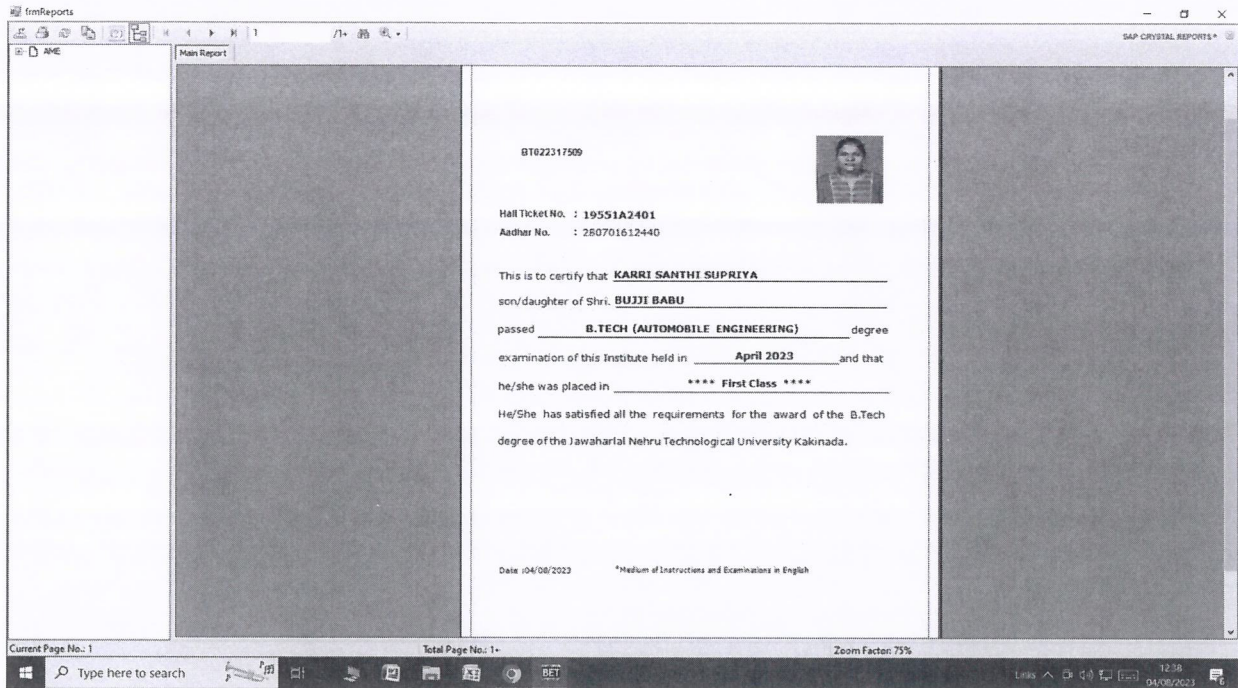 frmReports
1 /1+
SAP CRYSTAL REPORTS®
AME
Main Report
BT022317509
Hall Ticket No. : 19551A2401
Aadhar No. : 280701612440
This is to certify that KARRI SANTHI SUPRIYA
son/daughter of Shri. BUJJI BABU
passed B.TECH (AUTOMOBILE ENGINEERING) degree
examination of this Institute held in April 2023 and that
he/she was placed in **** First Class ****
He/She has satisfied all the requirements for the award of the B.Tech
degree of the Jawaharlal Nehru Technological University Kakinada.
Date :04/08/2023 *Medium of Instructions and Examinations in English
Current Page No.: 1 Total Page No.: 1+ Zoom Factor: 75%
Type here to search
BET
Links
12:38
04/08/2023
6